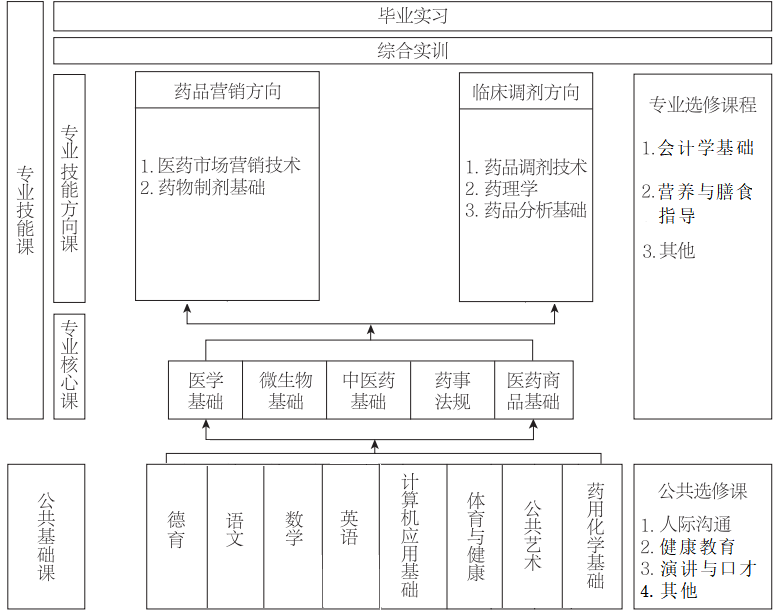 毕业实习
综合实训
专业技能课
专业技能方向课
药品营销方向
1. 医药市场营销技术
2. 药物制剂基础
临床调剂方向
1. 药品调剂技术
2. 药理学
3. 药品分析基础
专业选修课程
1.会计学基础
2.营养与膳食
指导
3.其他
专业核心课
医学
基础
微生物
基础
中医药
基础
药事
法规
医药商
品基础
公共基础课
德育
语文
数学
英语
计算机应用基础
体育与健康
公共艺术
药用化学基础
公共选修课
1. 人际沟通
2. 健康教育
3. 演讲与口才
4. 其他